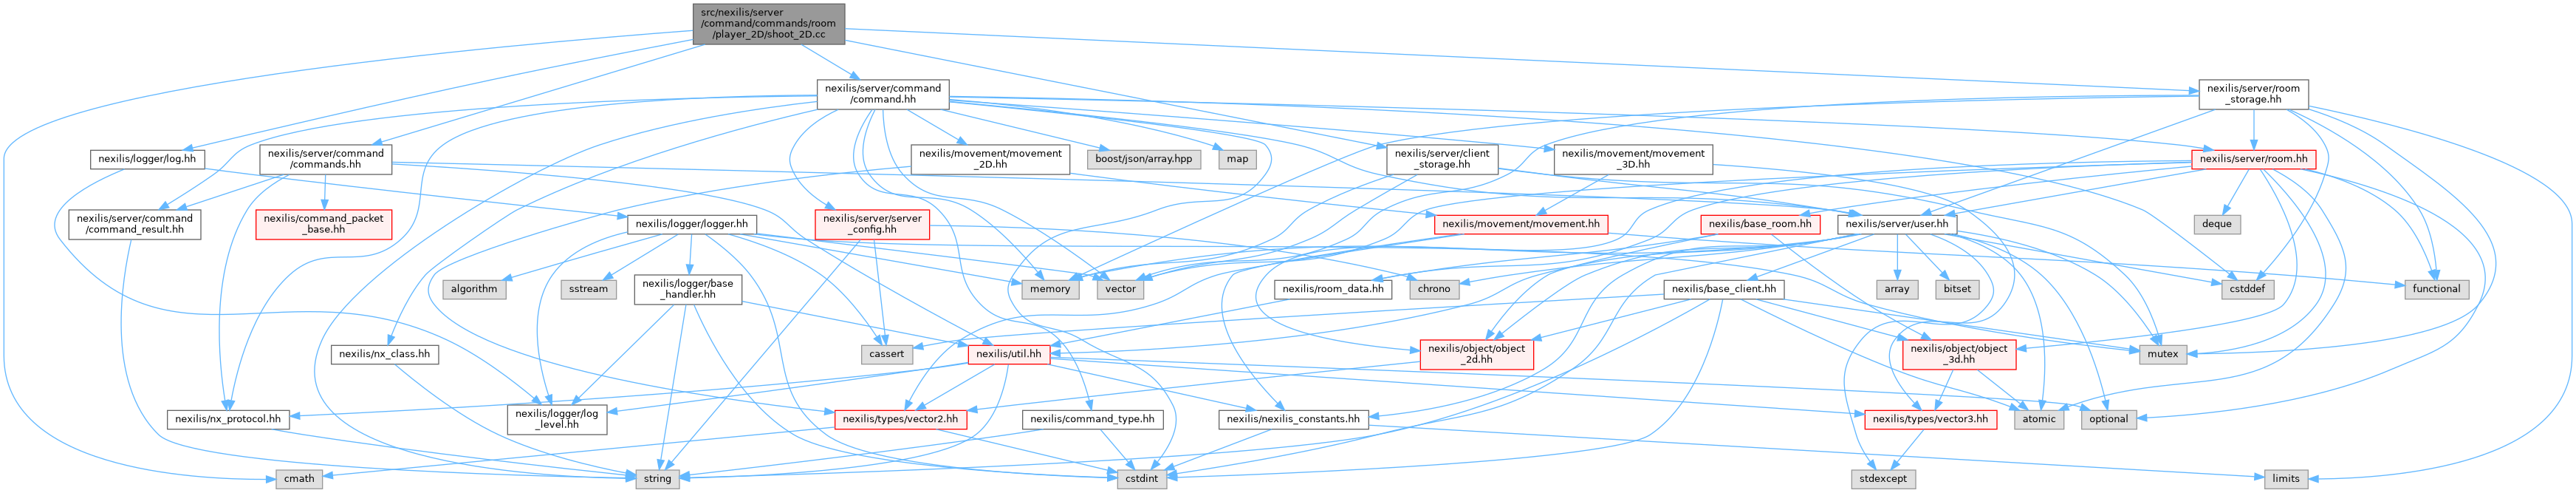 src/nexilis/server
/command/commands/room
/player_2D/shoot_2D.cc
nexilis/server/command
/command.hh
nexilis/server/room
_storage.hh
nexilis/logger/log.hh
nexilis/server/command
/commands.hh
nexilis/movement/movement
_2D.hh
boost/json/array.hpp
map
nexilis/server/client
_storage.hh
nexilis/movement/movement
_3D.hh
nexilis/server/room.hh
nexilis/server/command
/command_result.hh
nexilis/command_packet
_base.hh
nexilis/logger/logger.hh
nexilis/server/server
_config.hh
nexilis/movement/movement.hh
nexilis/base_room.hh
nexilis/server/user.hh
deque
algorithm
sstream
nexilis/logger/base
_handler.hh
memory
vector
nexilis/room_data.hh
chrono
nexilis/base_client.hh
array
bitset
cstddef
functional
nexilis/nx_class.hh
cassert
nexilis/util.hh
nexilis/object/object
_2d.hh
nexilis/object/object
_3d.hh
mutex
nexilis/nx_protocol.hh
nexilis/logger/log
_level.hh
nexilis/types/vector2.hh
nexilis/command_type.hh
nexilis/nexilis_constants.hh
nexilis/types/vector3.hh
atomic
optional
cmath
string
cstdint
stdexcept
limits